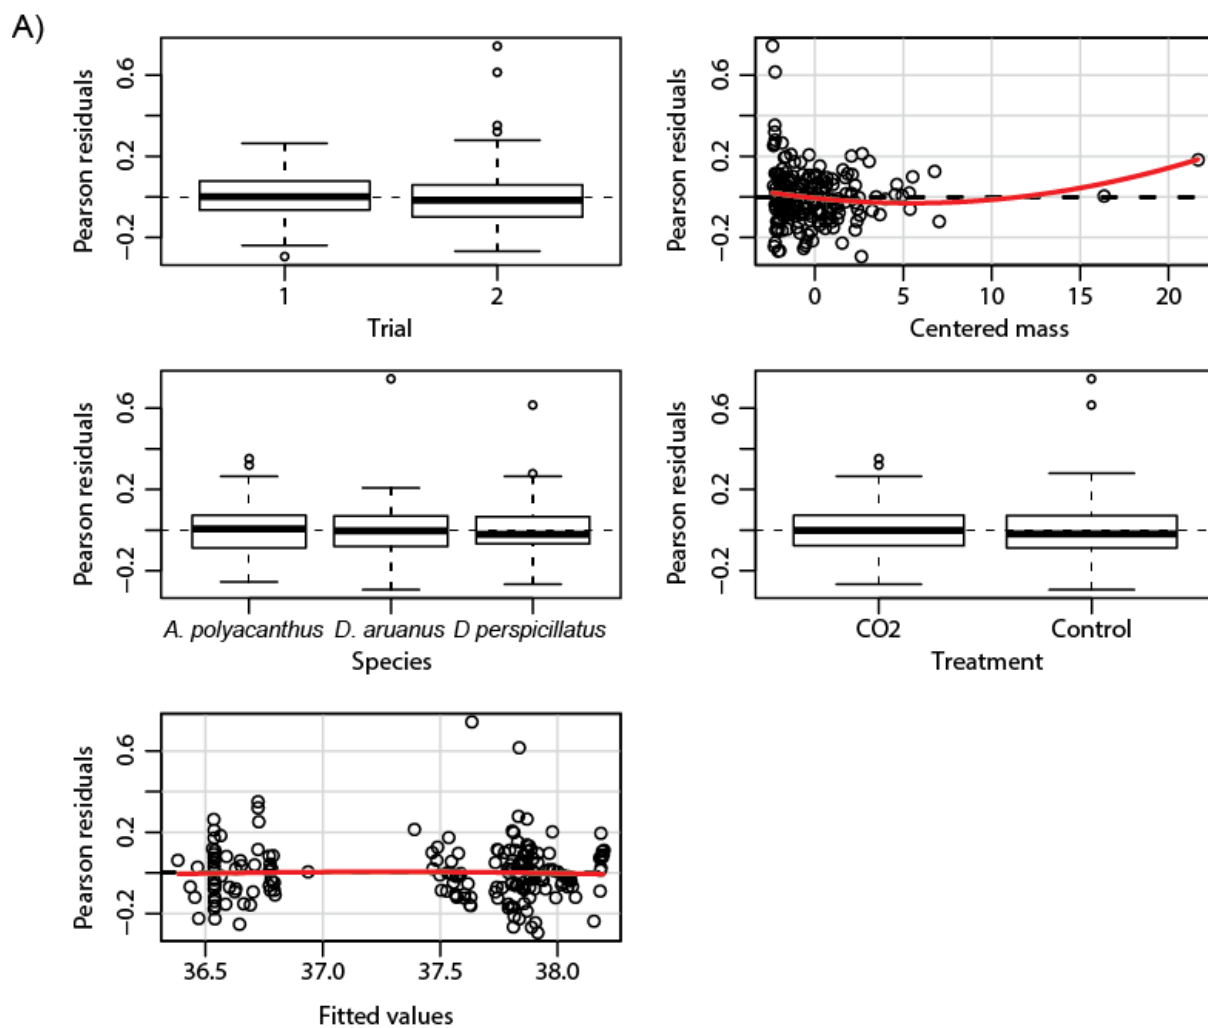 A)
Pearson residuals
0.6
0.2
−0.2
1
2
Trial
Pearson residuals
0.6
0.2
−0.2
0
5
10
15
20
Centered mass
Pearson residuals
0.6
0.2
−0.2
A. polyacanthus
D. aruanus
D perspicillatus
Species
Pearson residuals
0.6
0.2
−0.2
CO2
Control
Treatment
Pearson residuals
0.6
0.2
−0.2
36.5
37.0
37.5
38.0
Fitted values